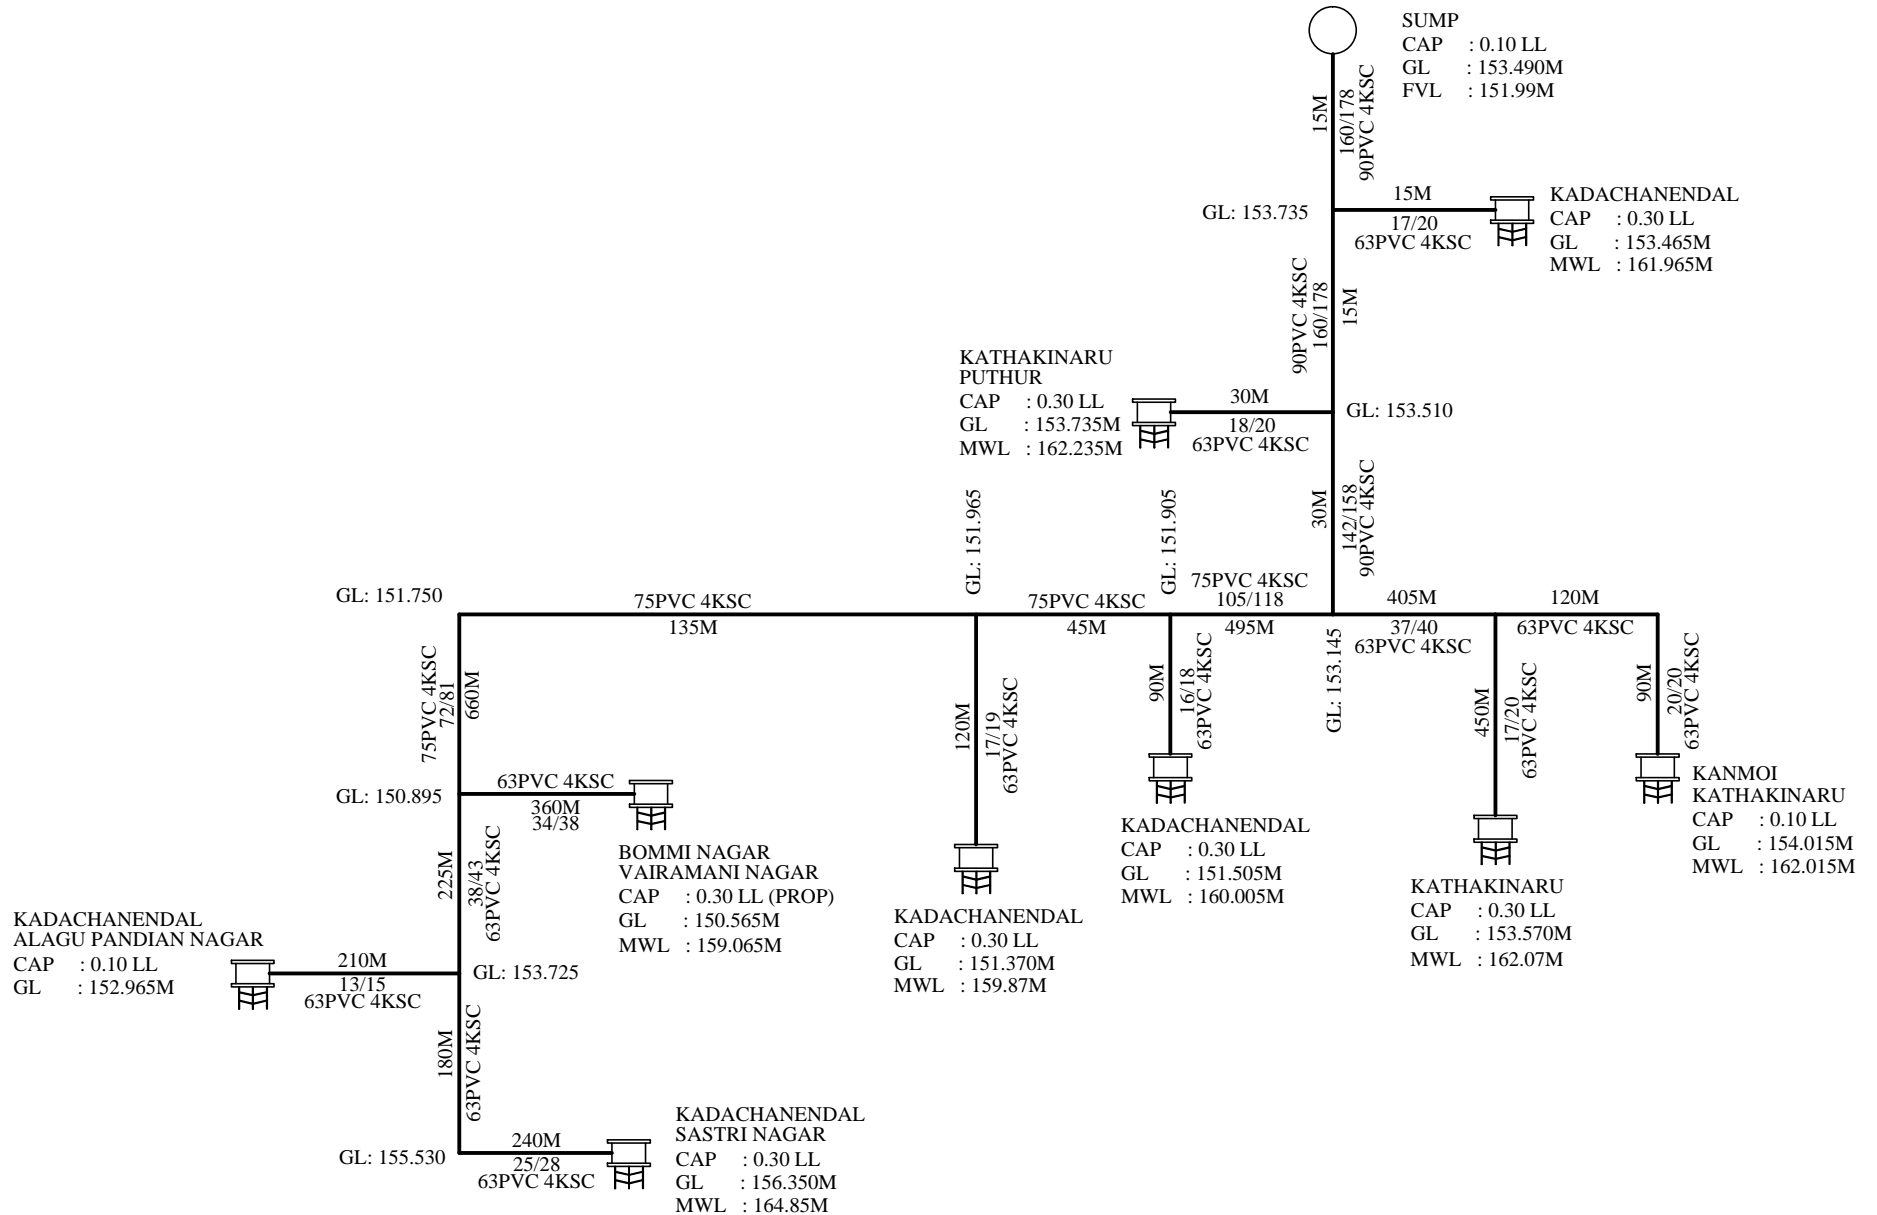 SUMP
CAP : 0.10 LL
GL : 153.490M
FVL : 151.99M
15M
160/178
90PVC 4KSC
GL: 153.735
15M
17/20
63PVC 4KSC
KADACHANENDAL
CAP : 0.30 LL
GL : 153.465M
MWL : 161.965M
90PVC 4KSC
160/178
15M
KATHAKINARU
PUTHUR
CAP : 0.30 LL
GL : 153.735M
MWL : 162.235M
30M
18/20
63PVC 4KSC
GL: 153.510
30M
142/158
90PVC 4KSC
GL: 151.965
GL: 151.905
GL: 151.750
75PVC 4KSC
135M
75PVC 4KSC
45M
75PVC 4KSC
105/118
495M
GL: 153.145
405M
37/40
63PVC 4KSC
120M
63PVC 4KSC
75PVC 4KSC
72/81
660M
120M
17/19
63PVC 4KSC
90M
16/18
63PVC 4KSC
450M
17/20
63PVC 4KSC
90M
20/20
63PVC 4KSC
GL: 150.895
63PVC 4KSC
360M
34/38
BOMMI NAGAR
VAIRAMANI NAGAR
CAP : 0.30 LL (PROP)
GL : 150.565M
MWL : 159.065M
KADACHANENDAL
CAP : 0.30 LL
GL : 151.370M
MWL : 159.87M
KADACHANENDAL
CAP : 0.30 LL
GL : 151.505M
MWL : 160.005M
KATHAKINARU
CAP : 0.30 LL
GL : 153.570M
MWL : 162.07M
KANMOI
KATHAKINARU
CAP : 0.10 LL
GL : 154.015M
MWL : 162.015M
225M
38/43
63PVC 4KSC
KADACHANENDAL
ALAGU PANDIAN NAGAR
CAP : 0.10 LL
GL : 152.965M
210M
13/15
63PVC 4KSC
GL: 153.725
180M
63PVC 4KSC
GL: 155.530
240M
25/28
63PVC 4KSC
KADACHANENDAL
SASTRI NAGAR
CAP : 0.30 LL
GL : 156.350M
MWL : 164.85M